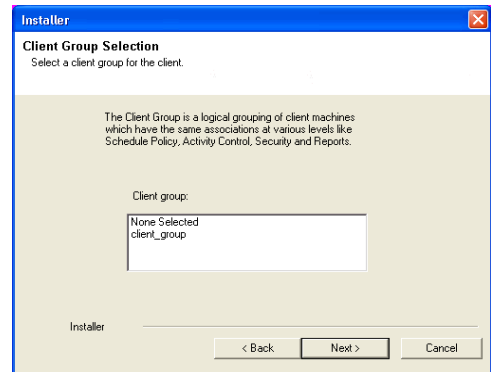 Installer
Client Group Selection
Select a client group for the client.
The Client Group is a logical grouping of client machines
which have the same associations at various levels like
Schedule Policy, Activity Control, Security and Reports.
Client group:
None Selected
client_group
Installer
< Back
Next >
Cancel